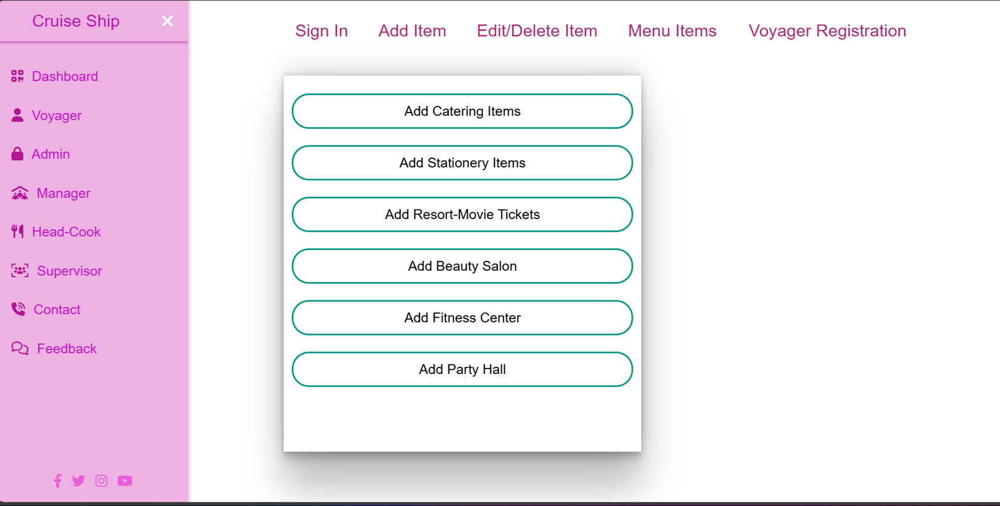 Cruise Ship
Dashboard
Voyager
Admin
Manager
Head-Cook
Supervisor
Contact
Feedback
Sign In Add Item Edit/Delete Item Menu Items Voyager Registration
Add Catering Items
Add Stationery Items
Add Resort-Movie Tickets
Add Beauty Salon
Add Fitness Center
Add Party Hall